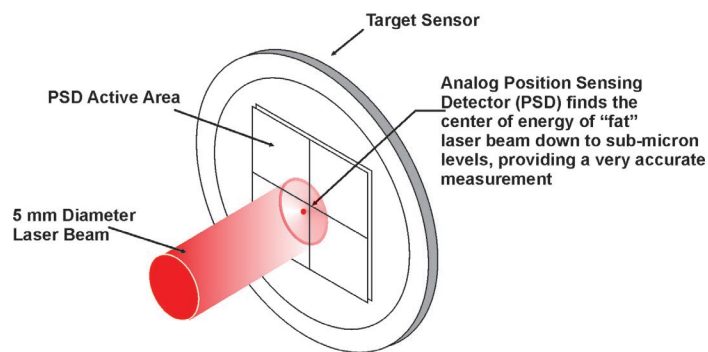 Target Sensor
PSD Active Area
Analog Position Sensing
Detector (PSD) finds the
center of energy of “fat”
laser beam down to sub-micron
levels, providing a very accurate
measurement
5 mm Diameter
Laser Beam